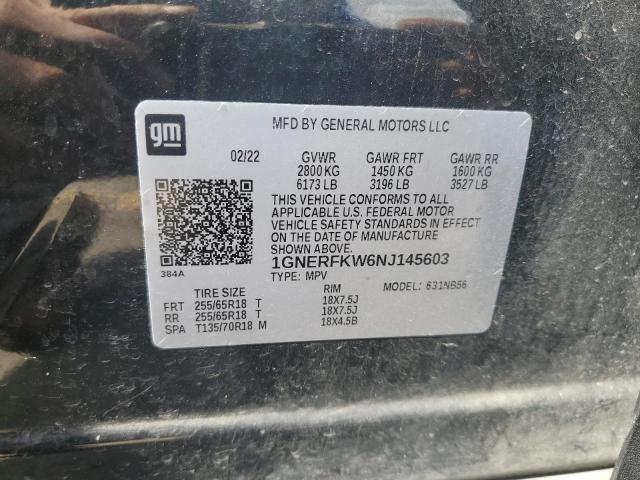 gm
MFD BY GENERAL MOTORS LLC
02/22 GVWR GAWR FRT GAWR RR
2800 KG 1450 KG 1600 KG
6173 LB 3196 LB 3527 LB
THIS VEHICLE CONFORMS TO ALL
APPLICABLE U.S. FEDERAL MOTOR
VEHICLE SAFETY STANDARDS IN EFFECT
ON THE DATE OF MANUFACTURE
SHOWN ABOVE.
1GNERFKW6NJ145603
384A
TYPE: MPV MODEL: 631NB56
TIRE SIZE RIM
FRT 255/65R18 T 18X7.5J
RR 255/65R18 T 18X7.5J
SPA T135/70R18 M 18X4.5B